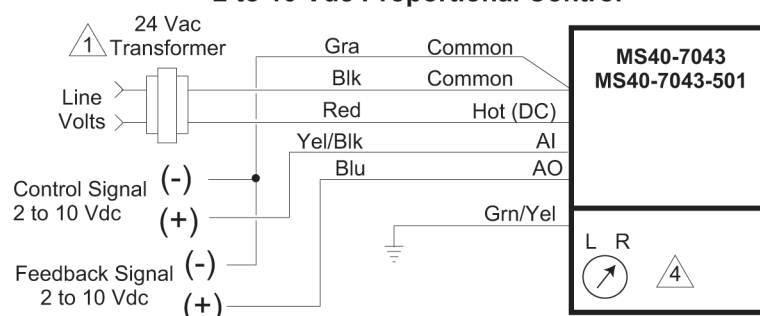 2 to 10 Vdc Proportional Control
24 Vac
1 Transformer
Gra Common
Blk Common
Line
Volts
Red Hot (DC)
Yel/Blk AI
Blu AO
Grn/Yel
MS40-7043
MS40-7043-501
Control Signal (-)
2 to 10 Vdc (+)
Feedback Signal (-)
2 to 10 Vdc (+)
L R
4